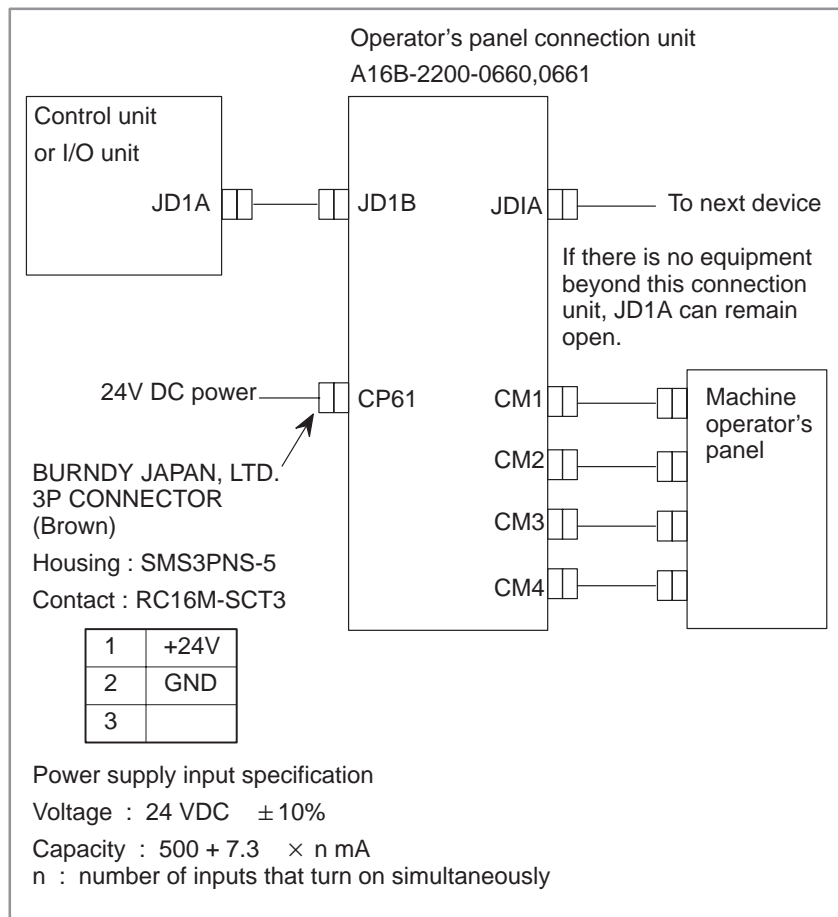 Operator's panel connection unit
A16B-2200-0660,0661
Control unit
or I/O unit
JD1A
JD1B
JDIA
To next device
If there is no equipment
beyond this connection
unit, JD1A can remain
open.
24V DC power
CP61
CM1
Machine
operator's
panel
CM2
CM3
CM4
BURNDY JAPAN, LTD.
3P CONNECTOR
(Brown)
Housing : SMS3PNS-5
Contact : RC16M-SCT3
1 +24V
2 GND
3
Power supply input specification
Voltage : 24 VDC ±10%
Capacity : 500 + 7.3 × n mA
n : number of inputs that turn on simultaneously